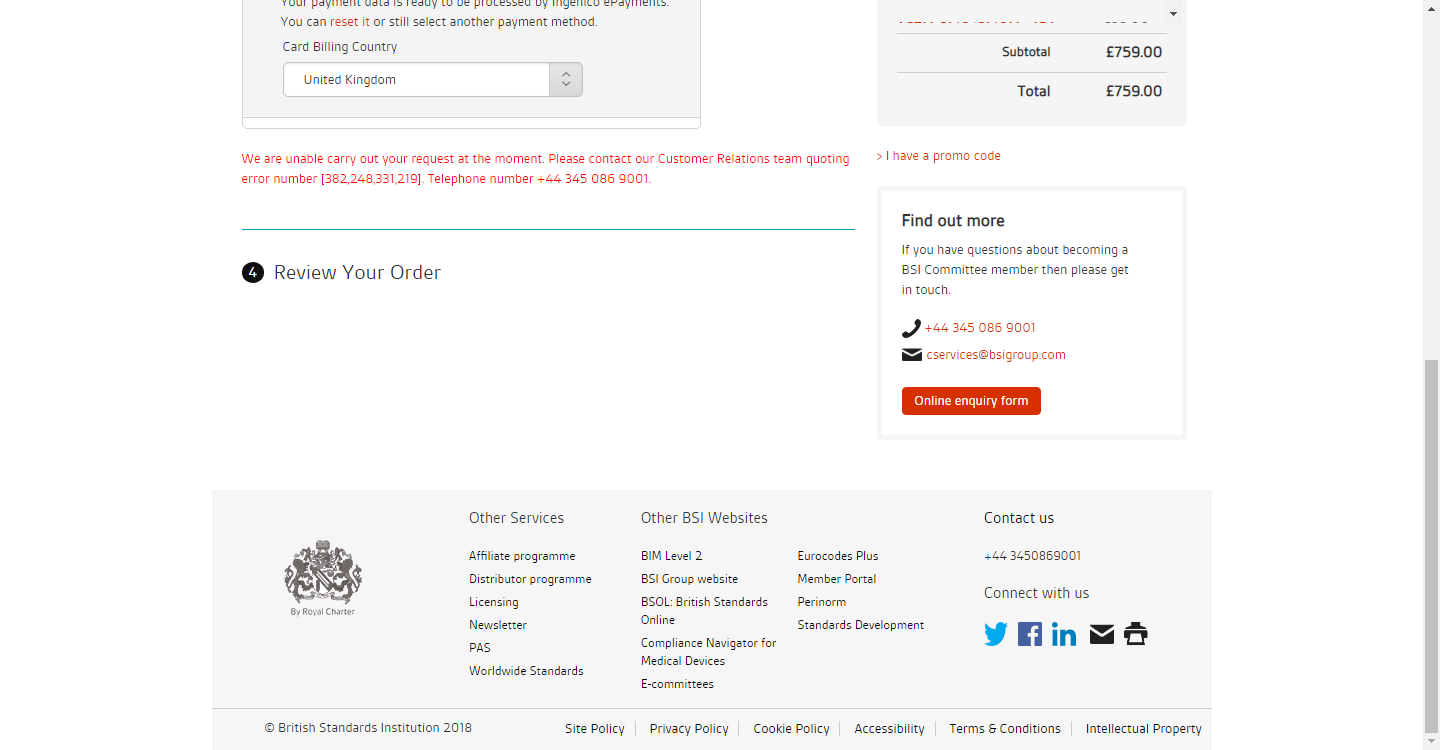 Your payment data is ready to be processed by Ingenico ePayments.
You can reset it or still select another payment method.
Card Billing Country
United Kingdom
We are unable carry out your request at the moment. Please contact our Customer Relations team quoting
error number [382,248,331,219]. Telephone number +44 345 086 9001.
4 Review Your Order
Subtotal £759.00
Total £759.00
> I have a promo code
Find out more
If you have questions about becoming a
BSI Committee member then please get
in touch.
+44 345 086 9001
cservices@bsigroup.com
Online enquiry form
By Royal Charter
Other Services
Affiliate programme
Distributor programme
Licensing
Newsletter
PAS
Worldwide Standards
Other BSI Websites
BIM Level 2
BSI Group website
BSOL: British Standards
Online
Compliance Navigator for
Medical Devices
E-committees
Eurocodes Plus
Member Portal
Perinorm
Standards Development
Contact us
+44 3450869001
Connect with us
© British Standards Institution 2018
Site Policy
Privacy Policy
Cookie Policy
Accessibility
Terms & Conditions
Intellectual Property